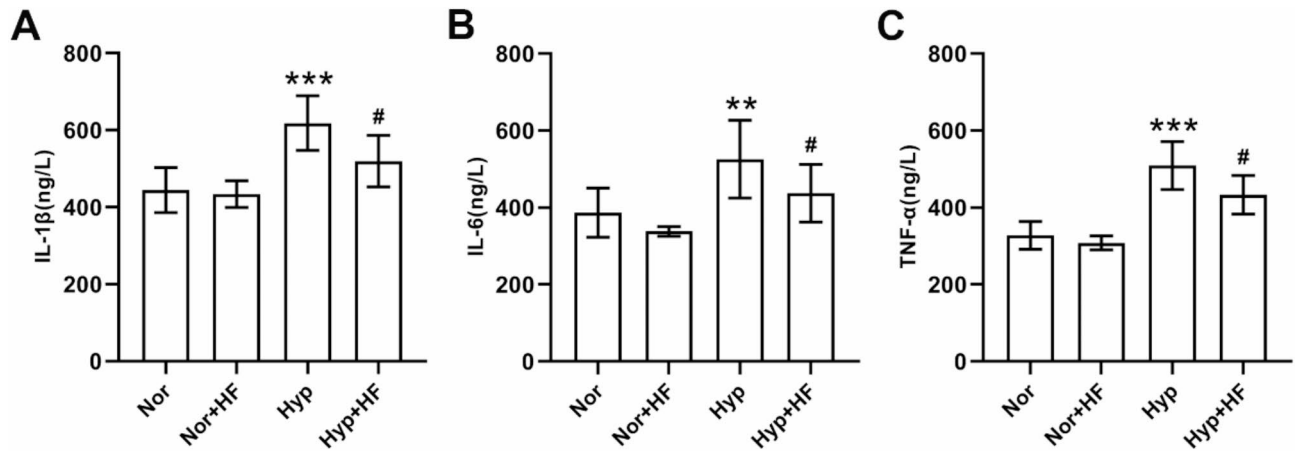 A
IL-1β(ng/L)
800
600
400
200
0
***
#
Nor
Nor+HF
Hyp
Hyp+HF
B
IL-6(ng/L)
800
600
400
200
0
**
#
Nor
Nor+HF
Hyp
Hyp+HF
C
TNF-α(ng/L)
800
600
400
200
0
***
#
Nor
Nor+HF
Hyp
Hyp+HF